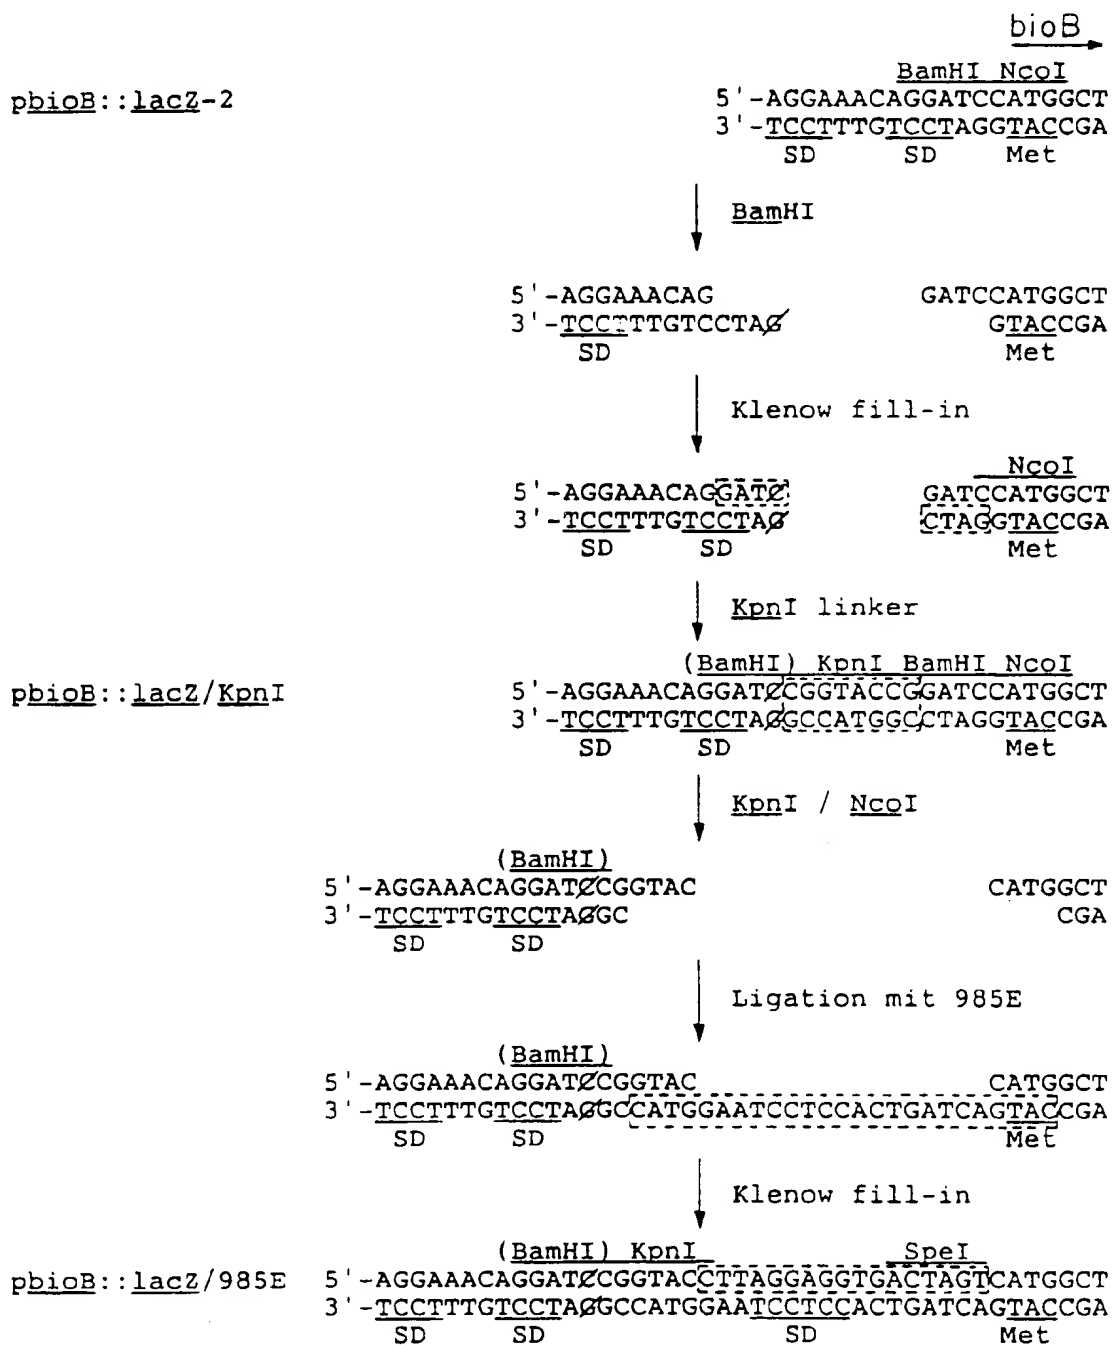 bioB
BamHI NcoI
pbioB::lacZ-2
5'-AGGAAACAGGATCCATGGCT
3'-TCCTTTGTCCTAGGTACCGA
SD SD Met
BamHI
5'-AGGAAACAG GATCCATGGCT
3'-TCCTTTGTCCTAG GTACCGA
SD Met
Klenow fill-in
NcoI
5'-AGGAAACAGGATC GATCCATGGCT
3'-TCCTTTGTCCTAG CTAGGTACCGA
SD SD Met
KpnI linker
(BamHI) KpnI BamHI NcoI
pbioB::lacZ/KpnI
5'-AGGAAACAGGATCCGGTACCGGATCCATGGCT
3'-TCCTTTGTCCTAGGCCATGGCCTAGGTACCGA
SD SD Met
KpnI / NcoI
(BamHI)
5'-AGGAAACAGGATCCGGTAC CATGGCT
3'-TCCTTTGTCCTAGGC CGA
SD SD
Ligation mit 985E
(BamHI)
5'-AGGAAACAGGATCCGGTAC CATGGCT
3'-TCCTTTGTCCTAGGCCATGGAATCCTCCACTGATCAGTACCGA
SD SD Met
Klenow fill-in
(BamHI) KpnI SpeI
pbioB::lacZ/985E
5'-AGGAAACAGGATCCGGTACCTTAGGAGGTGACTAGTCATGGCT
3'-TCCTTTGTCCTAGGCCATGGAATCCTCCACTGATCAGTACCGA
SD SD SD Met